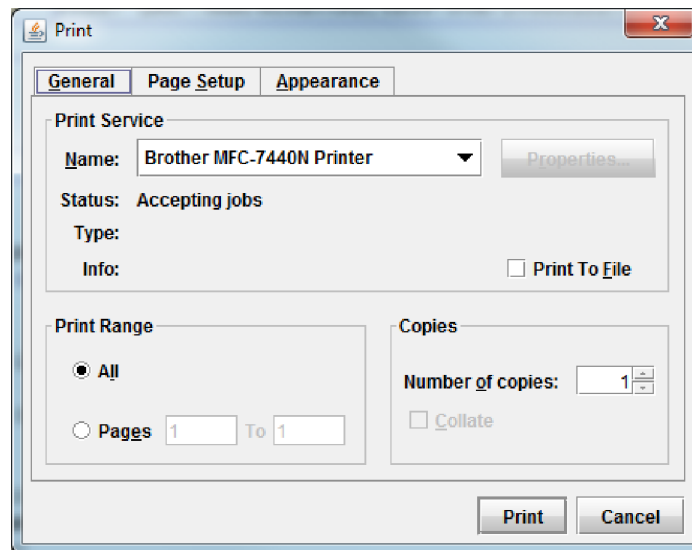 Print
General Page Setup Appearance
Print Service
Name: Brother MFC-7440N Printer Properties...
Status: Accepting jobs
Type:
Info: Print To File
Print Range Copies
All
Number of copies: 1
Pages 1 To 1
Collate
Print Cancel